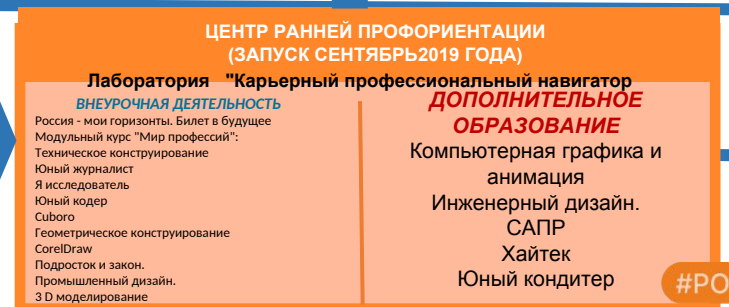 ЦЕНТР РАННЕЙ ПРОФОРИЕНТАЦИИ
(ЗАПУСК СЕНТЯБРЬ2019 ГОДА)
Лаборатория "Карьерный профессиональный навигатор
ВНЕУРОЧНАЯ ДЕЯТЕЛЬНОСТЬ
Россия - мои горизонты. Билет в будущее
Модульный курс "Мир профессий":
Техническое конструирование
Юный журналист
Я исследователь
Юный кодер
Cuboro
Геометрическое конструирование
CorelDraw
Подросток и закон.
Промышленный дизайн.
3 D моделирование
ДОПОЛНИТЕЛЬНОЕ
ОБРАЗОВАНИЕ
Компьютерная графика и
анимация
Инженерный дизайн.
САПР
Хайтек
Юный кондитер